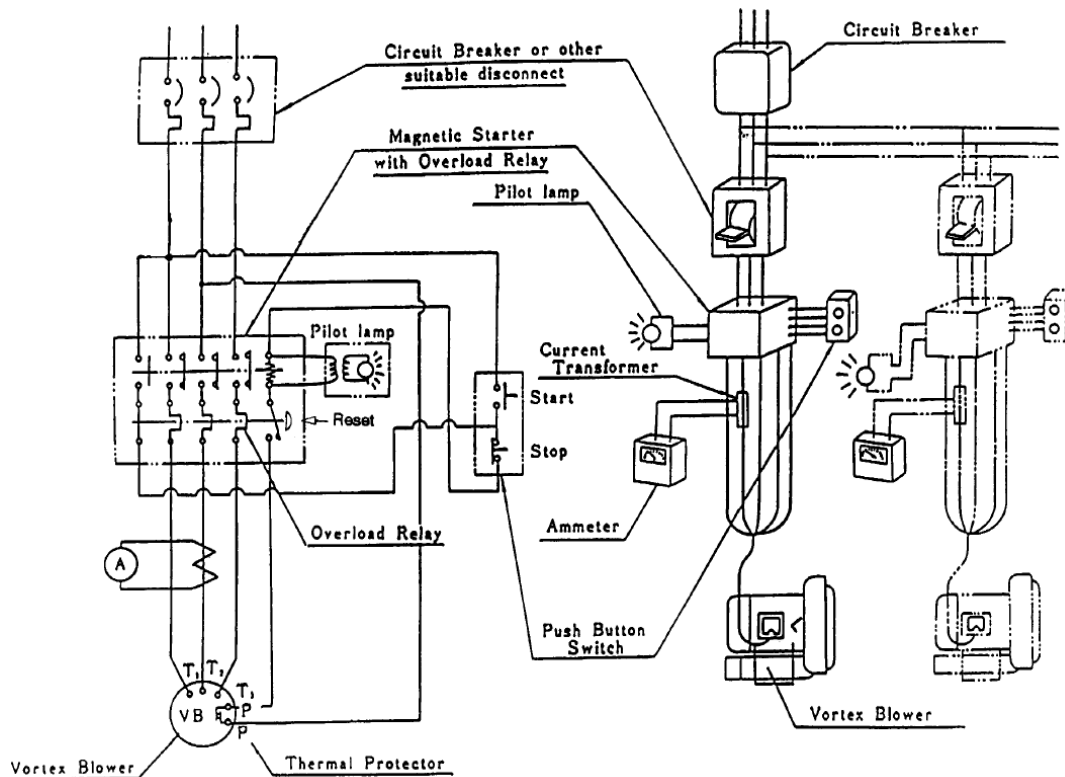 Circuit Breaker or other
suitable disconnect
Circuit Breaker
Magnetic Starter
with Overload Relay
Pilot lamp
Pilot lamp
Current
Transformer
Start
Reset
Stop
Ammeter
Overload Relay
A
Push Button
Switch
T1
T2
T3
P
VB
P
Vortex Blower
Vortex Blower
Thermal Protector